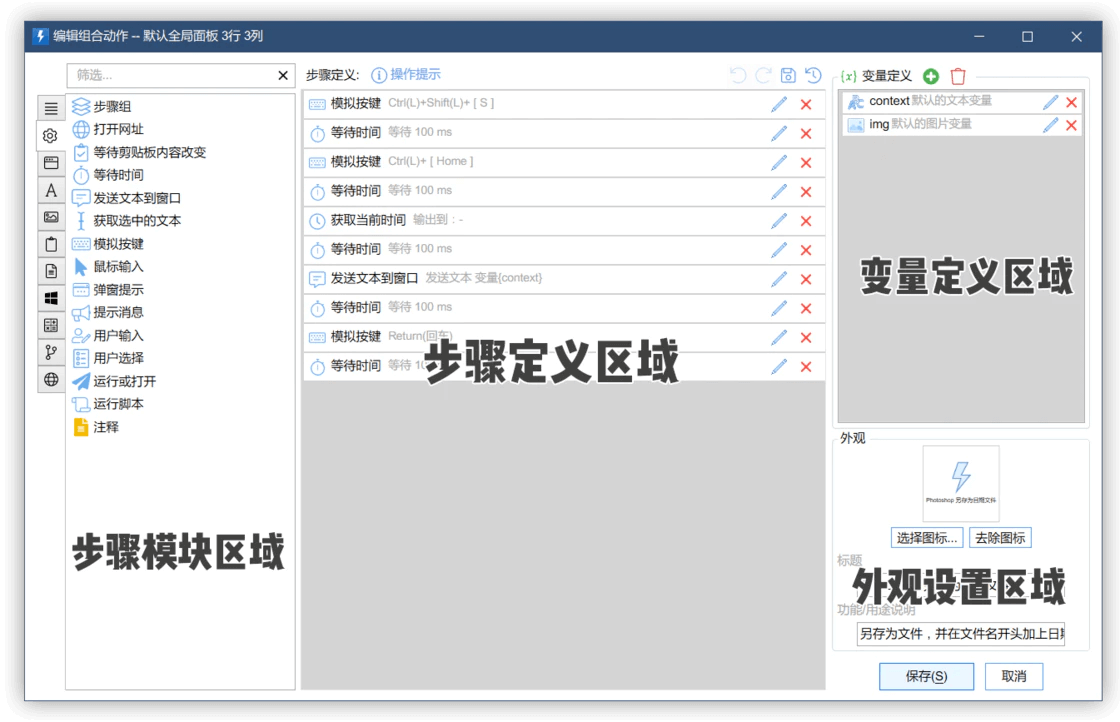 编辑组合动作 -- 默认全局面板 3行 3列
筛选...
步骤组
打开网址
等待剪贴板内容改变
等待时间
发送文本到窗口
获取选中的文本
模拟按键
鼠标输入
弹窗提示
提示消息
用户输入
用户选择
运行或打开
运行脚本
注释
步骤模块区域
步骤定义: 操作提示
模拟按键 Ctrl(L)+Shift(L)+ [ S ]
等待时间 等待 100 ms
模拟按键 Ctrl(L)+ [ Home ]
等待时间 等待 100 ms
获取当前时间 输出到：-
等待时间 等待 100 ms
发送文本到窗口 发送文本 变量{context}
等待时间 等待 100 ms
模拟按键 Return(回车)
等待时间 等待
步骤定义区域
{x} 变量定义
context默认的文本变量
img默认的图片变量
变量定义区域
外观
Photoshop 另存为日期文件
选择图标... 去除图标
标题
外观设置区域
功能/用途说明
另存为文件，并在文件名开头加上日期
保存(S) 取消